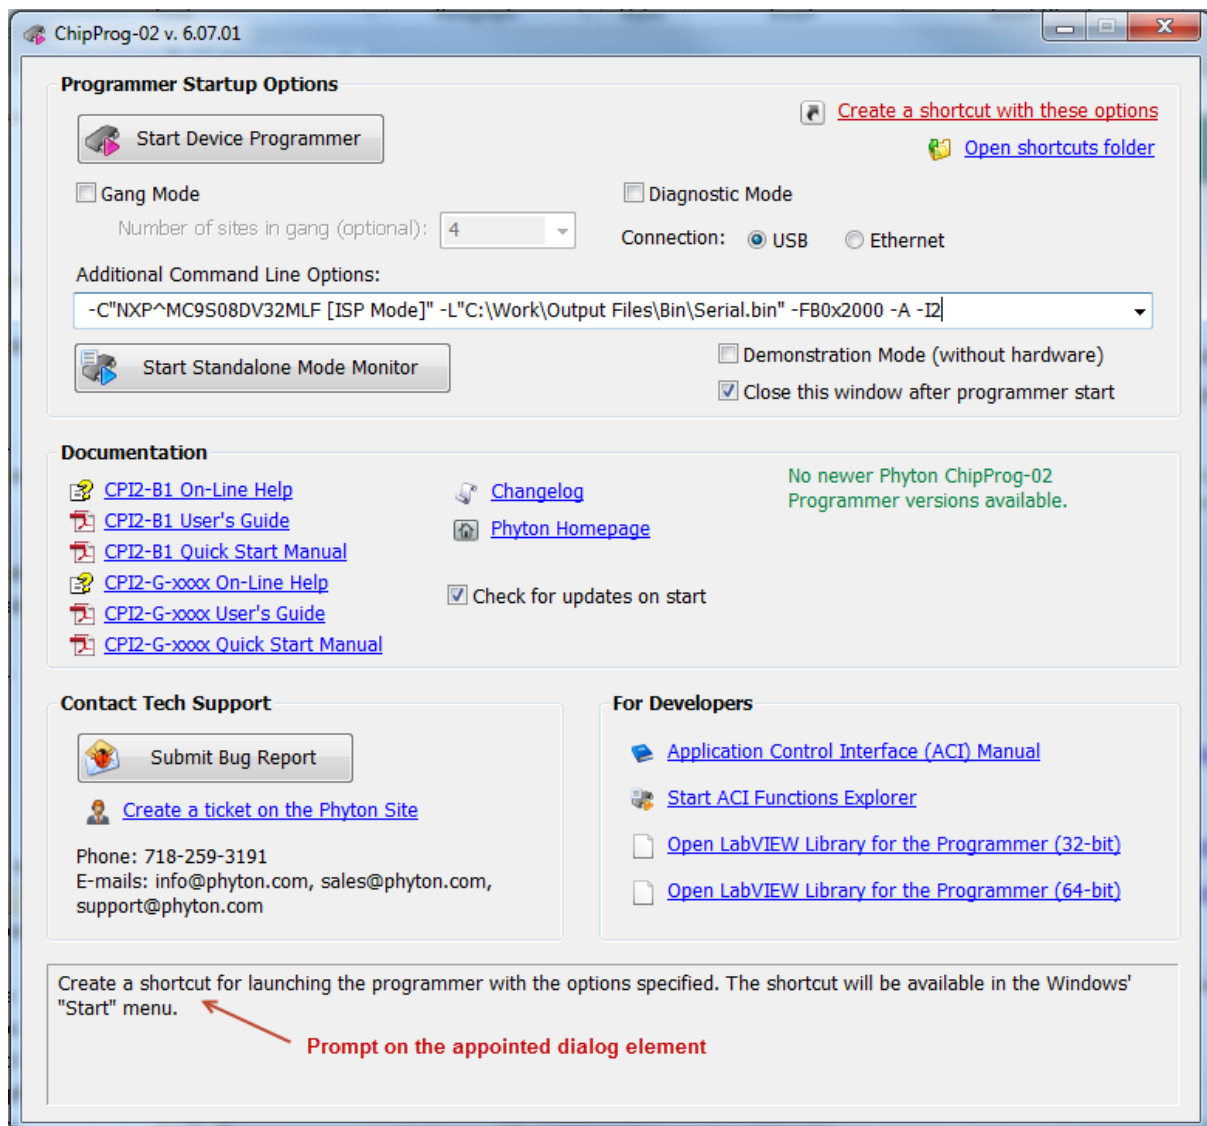 ChipProg-02 v. 6.07.01
Programmer Startup Options
Start Device Programmer
Create a shortcut with these options
Open shortcuts folder
Gang Mode
Diagnostic Mode
Number of sites in gang (optional): 4
Connection: USB Ethernet
Additional Command Line Options:
-C"NXP^MC9S08DV32MLF [ISP Mode]" -L"C:\Work\Output Files\Bin\Serial.bin" -FB0x2000 -A -I2
Start Standalone Mode Monitor
Demonstration Mode (without hardware)
Close this window after programmer start
Documentation
CPI2-B1 On-Line Help
CPI2-B1 User's Guide
CPI2-B1 Quick Start Manual
CPI2-G-xxxx On-Line Help
CPI2-G-xxxx User's Guide
CPI2-G-xxxx Quick Start Manual
Changelog
Phyton Homepage
Check for updates on start
No newer Phyton ChipProg-02
Programmer versions available.
Contact Tech Support
Submit Bug Report
Create a ticket on the Phyton Site
Phone: 718-259-3191
E-mails: info@phyton.com, sales@phyton.com,
support@phyton.com
For Developers
Application Control Interface (ACI) Manual
Start ACI Functions Explorer
Open LabVIEW Library for the Programmer (32-bit)
Open LabVIEW Library for the Programmer (64-bit)
Create a shortcut for launching the programmer with the options specified. The shortcut will be available in the Windows'
"Start" menu.
Prompt on the appointed dialog element